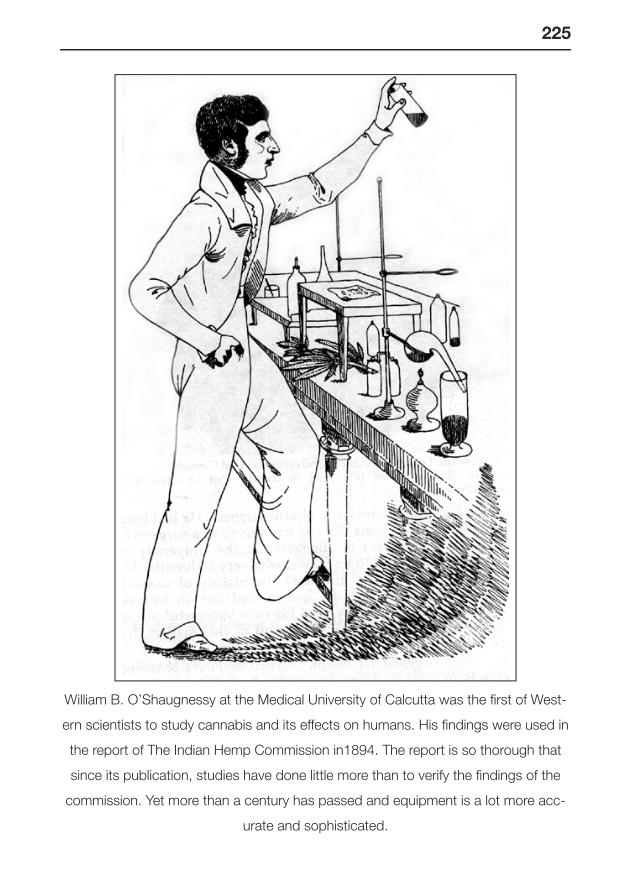 225
William B. O’Shaugnessy at the Medical University of Calcutta was the first of West-
ern scientists to study cannabis and its effects on humans. His findings were used in
the report of The Indian Hemp Commission in1894. The report is so thorough that
since its publication, studies have done little more than to verify the findings of the
commission. Yet more than a century has passed and equipment is a lot more acc-
urate and sophisticated.